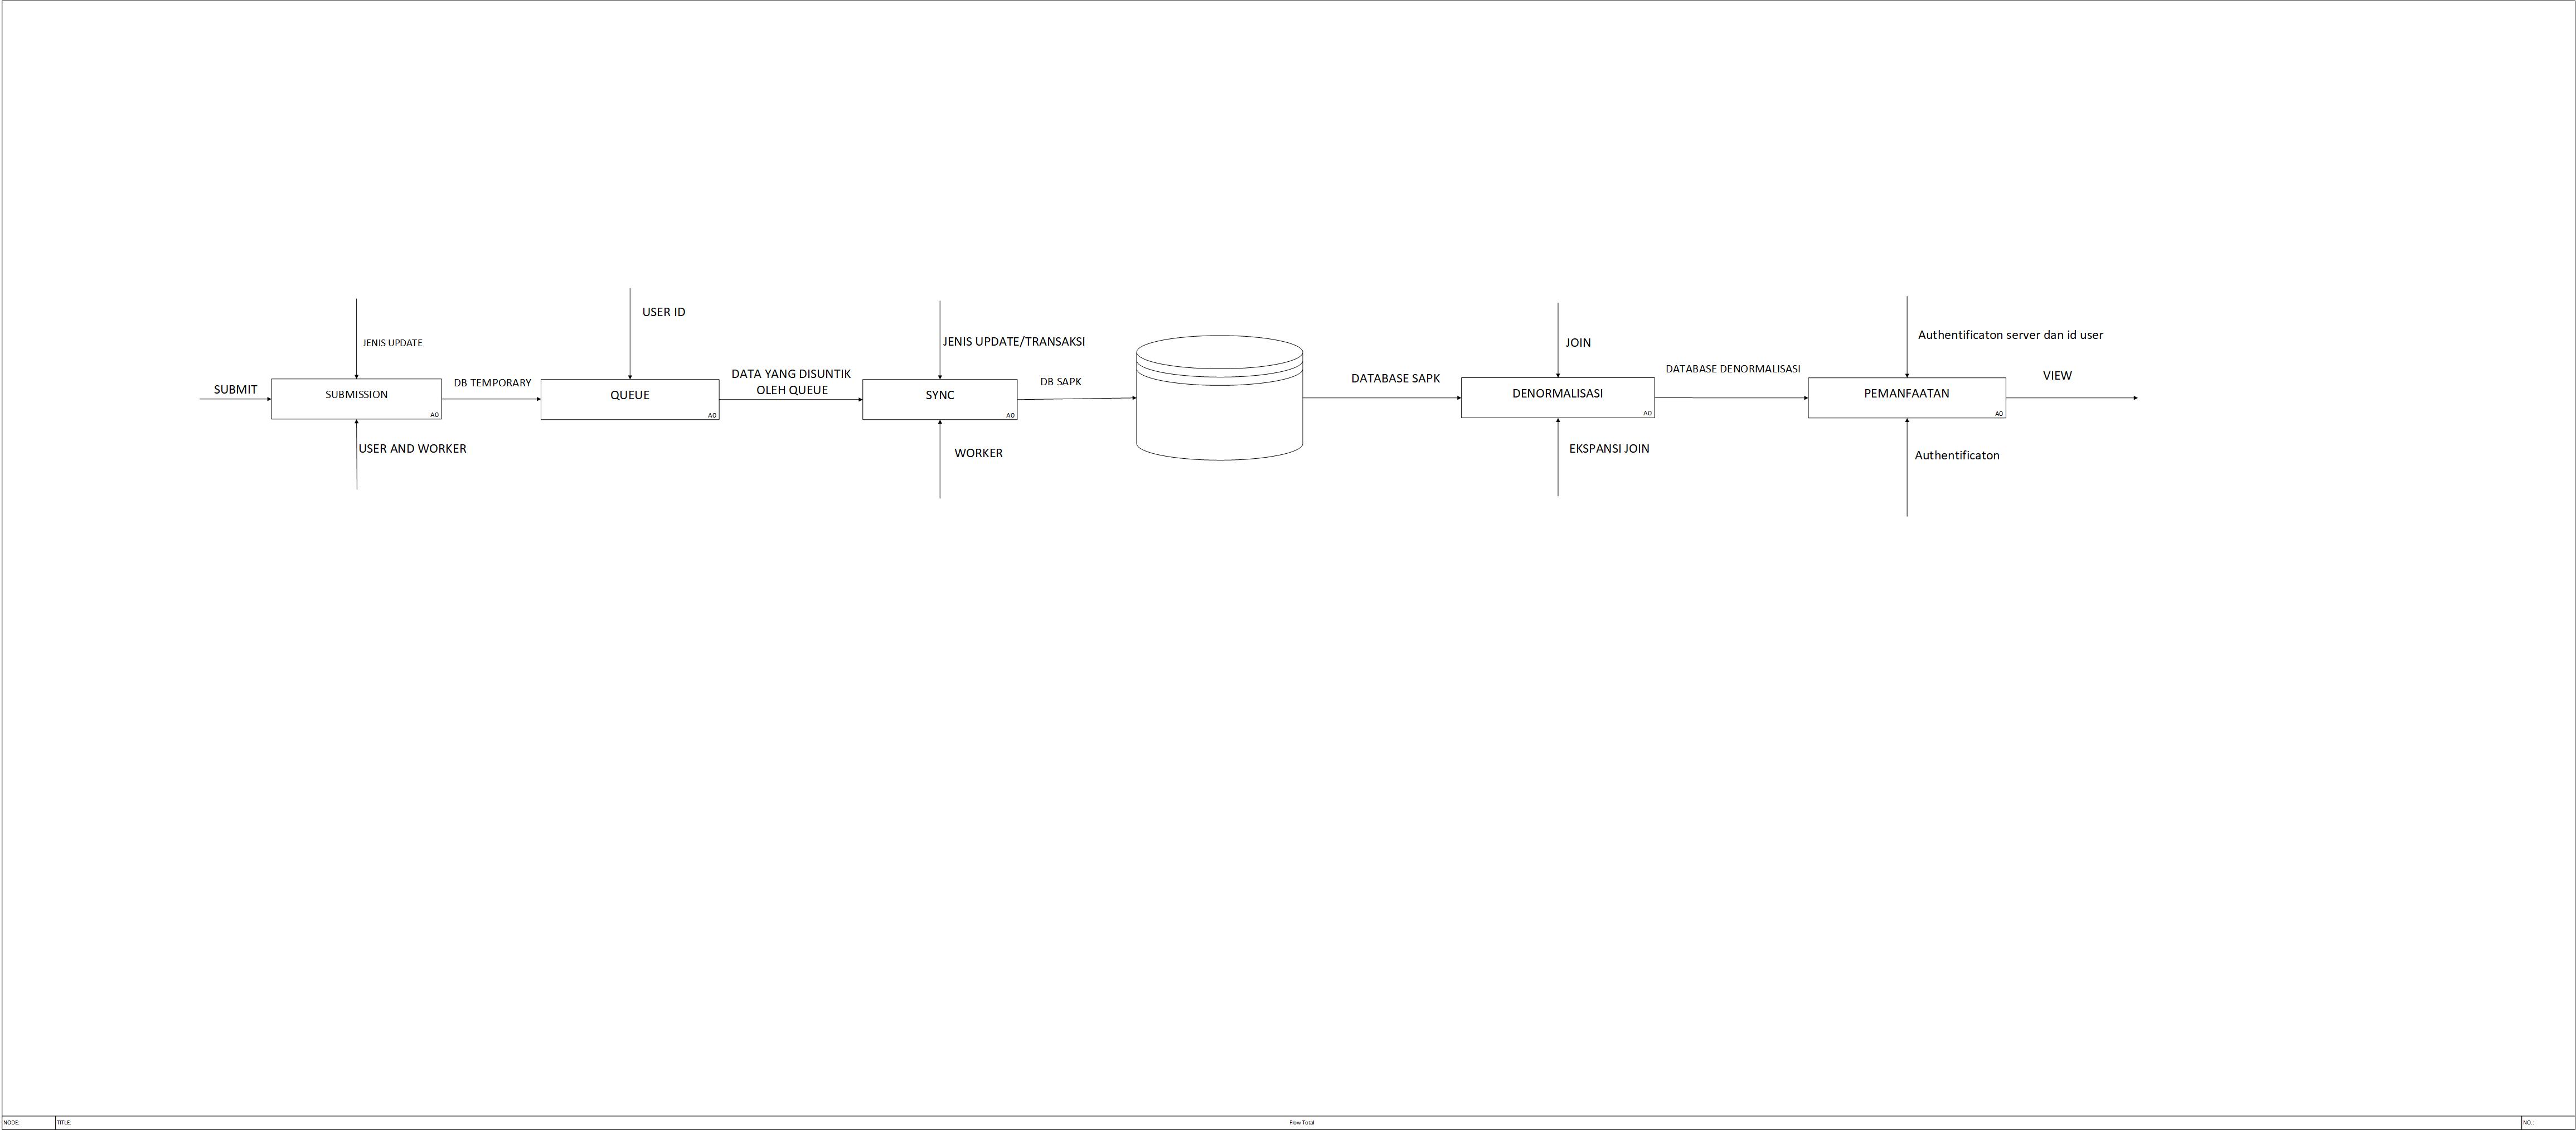 SUBMIT
JENIS UPDATE
SUBMISSION
A0
USER AND WORKER
DB TEMPORARY
USER ID
QUEUE
A0
DATA YANG DISUNTIK
OLEH QUEUE
JENIS UPDATE/TRANSAKSI
SYNC
A0
WORKER
DB SAPK
DATABASE SAPK
JOIN
DENORMALISASI
A0
EKSPANSI JOIN
DATABASE DENORMALISASI
Authentificaton server dan id user
PEMANFAATAN
A0
Authentificaton
VIEW
NODE:
TITLE:
Flow Total
NO.: